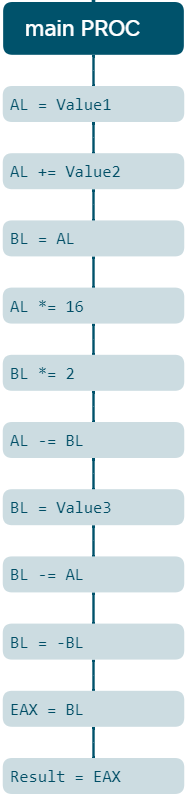 main PROC
AL = Value1
AL += Value2
BL = AL
AL *= 16
BL *= 2
AL -= BL
BL = Value3
BL -= AL
BL = -BL
EAX = BL
Result = EAX